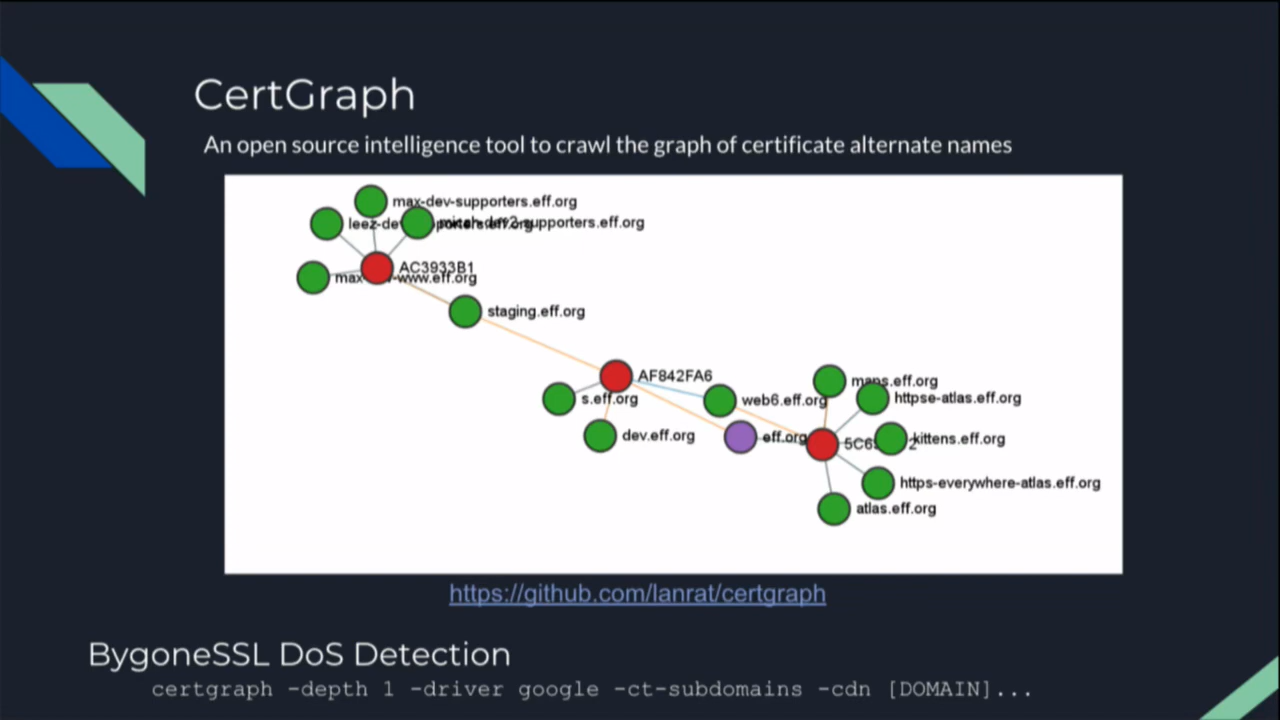 CertGraph
An open source intelligence tool to crawl the graph of certificate alternate names
max-dev-supporters.eff.org
AC3933B1
staging.eff.org
AF842FA6
maps.eff.org
s.eff.org
web6.eff.org
httpse-atlas.eff.org
dev.eff.org
eff.org
kittens.eff.org
https-everywhere-atlas.eff.org
atlas.eff.org
https://github.com/lanrat/certgraph
BygoneSSL DoS Detection
certgraph -depth 1 -driver google -ct-subdomains -cdn [DOMAIN]...